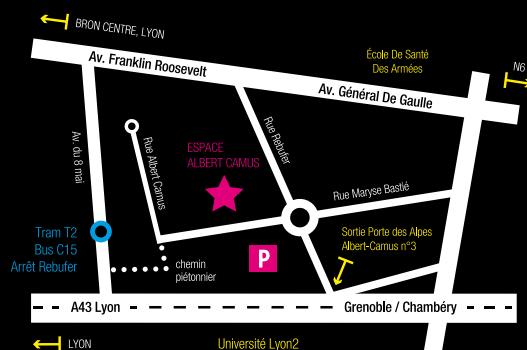 BRON CENTRE, LYON
Av. Franklin Roosevelt
École De Santé
Des Armées
N6
Av. Général De Gaulle
Av. du 8 mai
Rue Albert Camus
ESPACE
ALBERT CAMUS
Rue Rebufer
Rue Maryse Bastié
Tram T2
Bus C15
Arrêt Rebufer
Sortie Porte des Alpes
Albert-Camus n°3
P
chemin
piétonnier
A43 Lyon
Grenoble / Chambéry
LYON
Université Lyon2